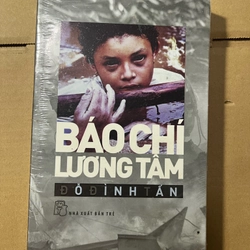 BÁO CHÍ
LƯƠNG TÂM
ĐỖ ĐÌNH TẤN
NHÀ XUẤT BẢN TRẺ